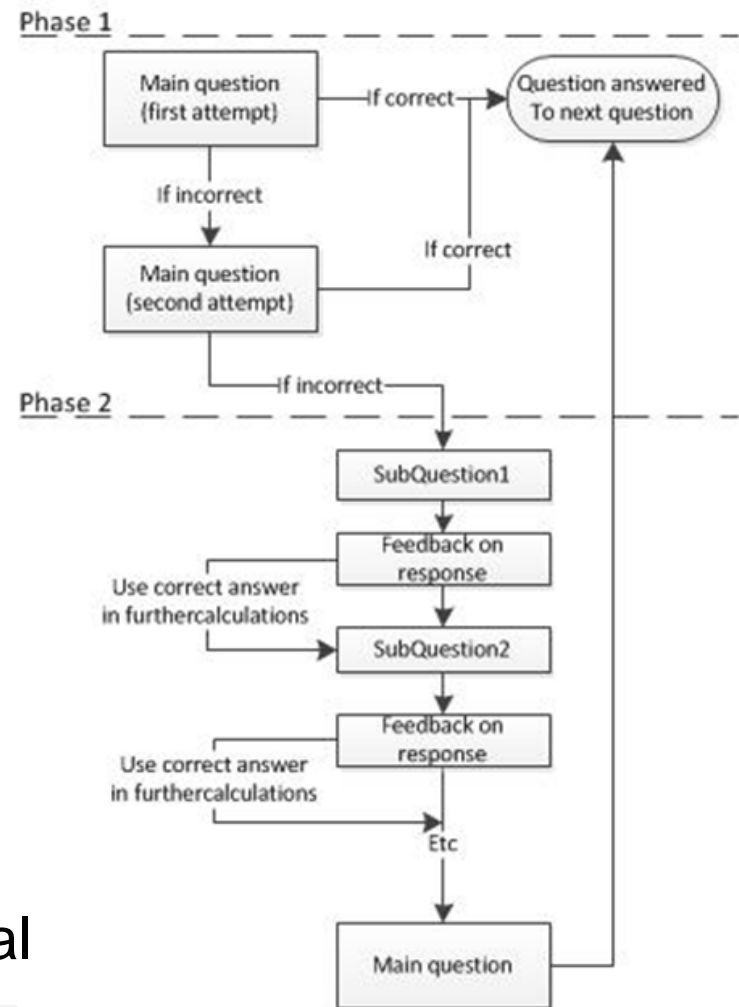 Phase 1
Main question
(first attempt)
If correct
Question answered
To next question
If incorrect
Main question
(second attempt)
If correct
If incorrect
Phase 2
SubQuestion1
Feedback on
response
Use correct answer
in furthercalculations
SubQuestion2
Feedback on
response
Use correct answer
in furthercalculations
Etc
Main question
al